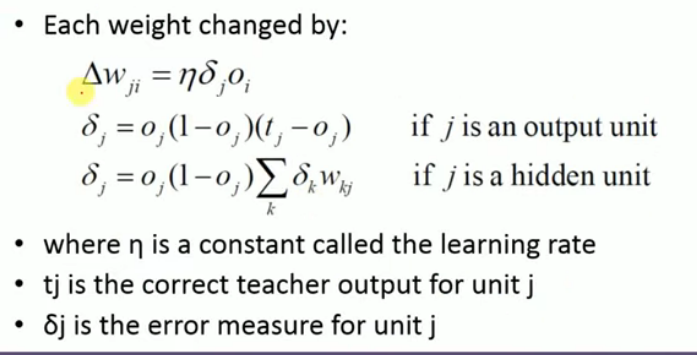 • Each weight changed by:
Δw_ji = ηδ_j o_i
δ_j = o_j(1−o_j)(t_j − o_j) if j is an output unit
δ_j = o_j(1−o_j)∑_k δ_k w_kj if j is a hidden unit
• where η is a constant called the learning rate
• tj is the correct teacher output for unit j
• δj is the error measure for unit j